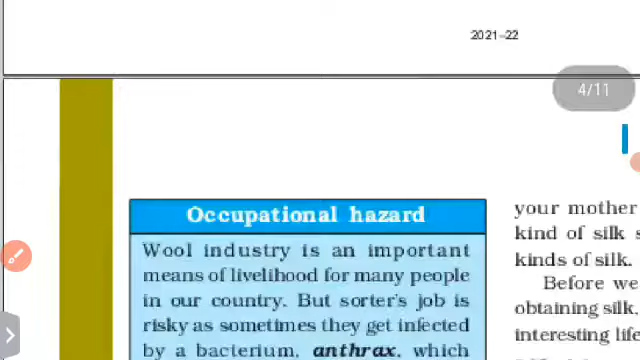 2021–22
4/11
Occupational hazard
Wool industry is an important
means of livelihood for many people
in our country. But sorter's job is
risky as sometimes they get infected
by a bacterium, anthrax, which
your mother
kind of silk s
kinds of silk.
Before we
obtaining silk,
interesting life